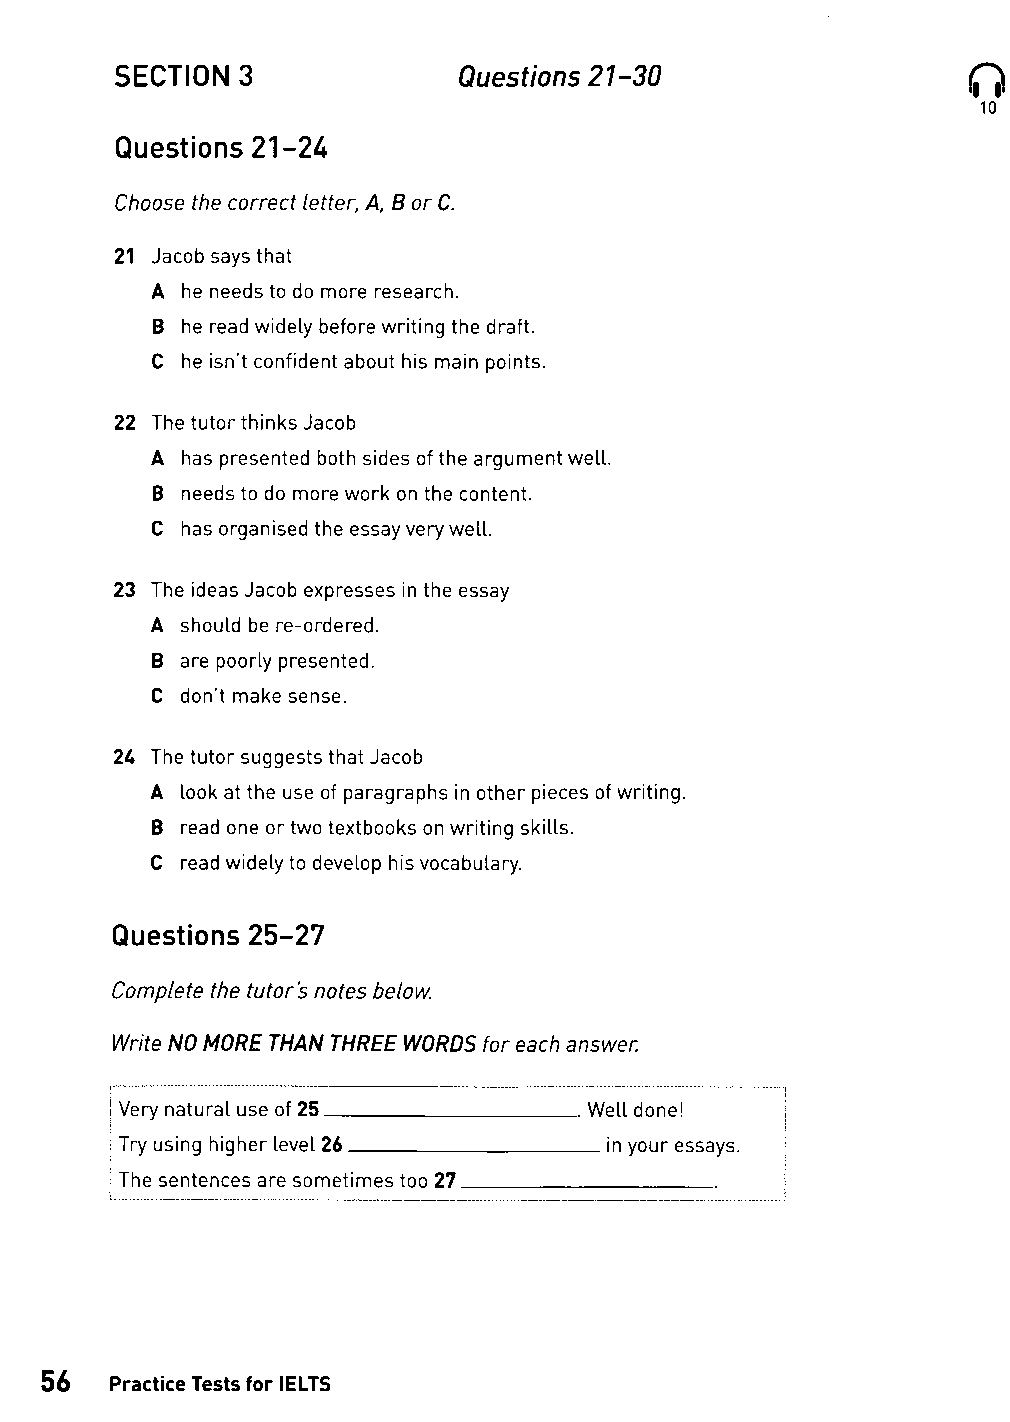 SECTION 3 Questions 21–30
10
Questions 21–24
Choose the correct letter, A, B or C.
21 Jacob says that
A he needs to do more research.
B he read widely before writing the draft.
C he isn't confident about his main points.
22 The tutor thinks Jacob
A has presented both sides of the argument well.
B needs to do more work on the content.
C has organised the essay very well.
23 The ideas Jacob expresses in the essay
A should be re-ordered.
B are poorly presented.
C don't make sense.
24 The tutor suggests that Jacob
A look at the use of paragraphs in other pieces of writing.
B read one or two textbooks on writing skills.
C read widely to develop his vocabulary.
Questions 25–27
Complete the tutor's notes below.
Write NO MORE THAN THREE WORDS for each answer.
Very natural use of 25 ____________________. Well done!
Try using higher level 26 ____________________ in your essays.
The sentences are sometimes too 27 ____________________.
56 Practice Tests for IELTS